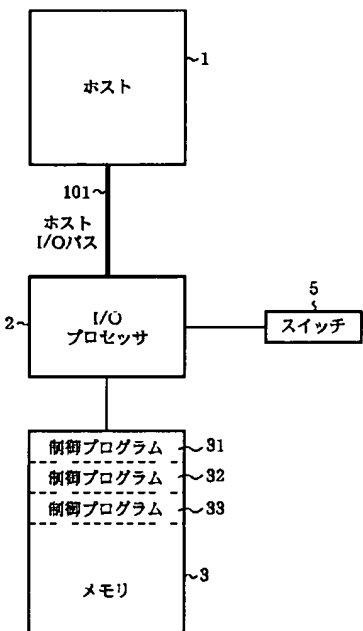 ホスト
1
101
ホスト
I/Oバス
2
I/O
プロセッサ
5
スイッチ
制御プログラム
31
制御プログラム
32
制御プログラム
33
メモリ
3